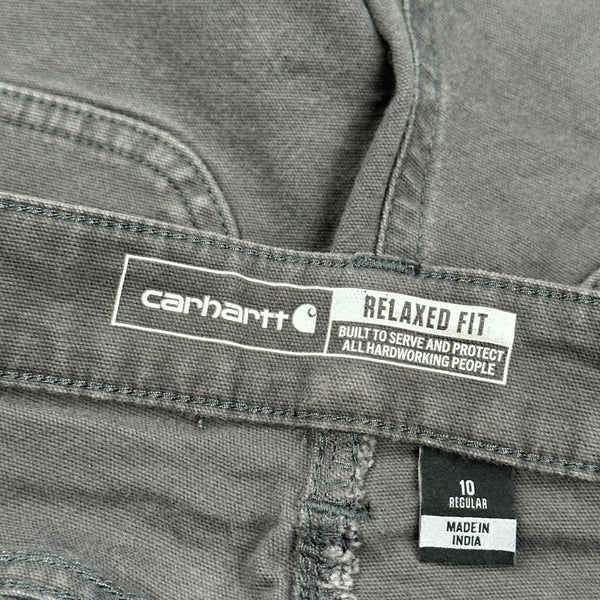 carhartt
RELAXED FIT
BUILT TO SERVE AND PROTECT
ALL HARDWORKING PEOPLE
10
REGULAR
MADE IN
INDIA